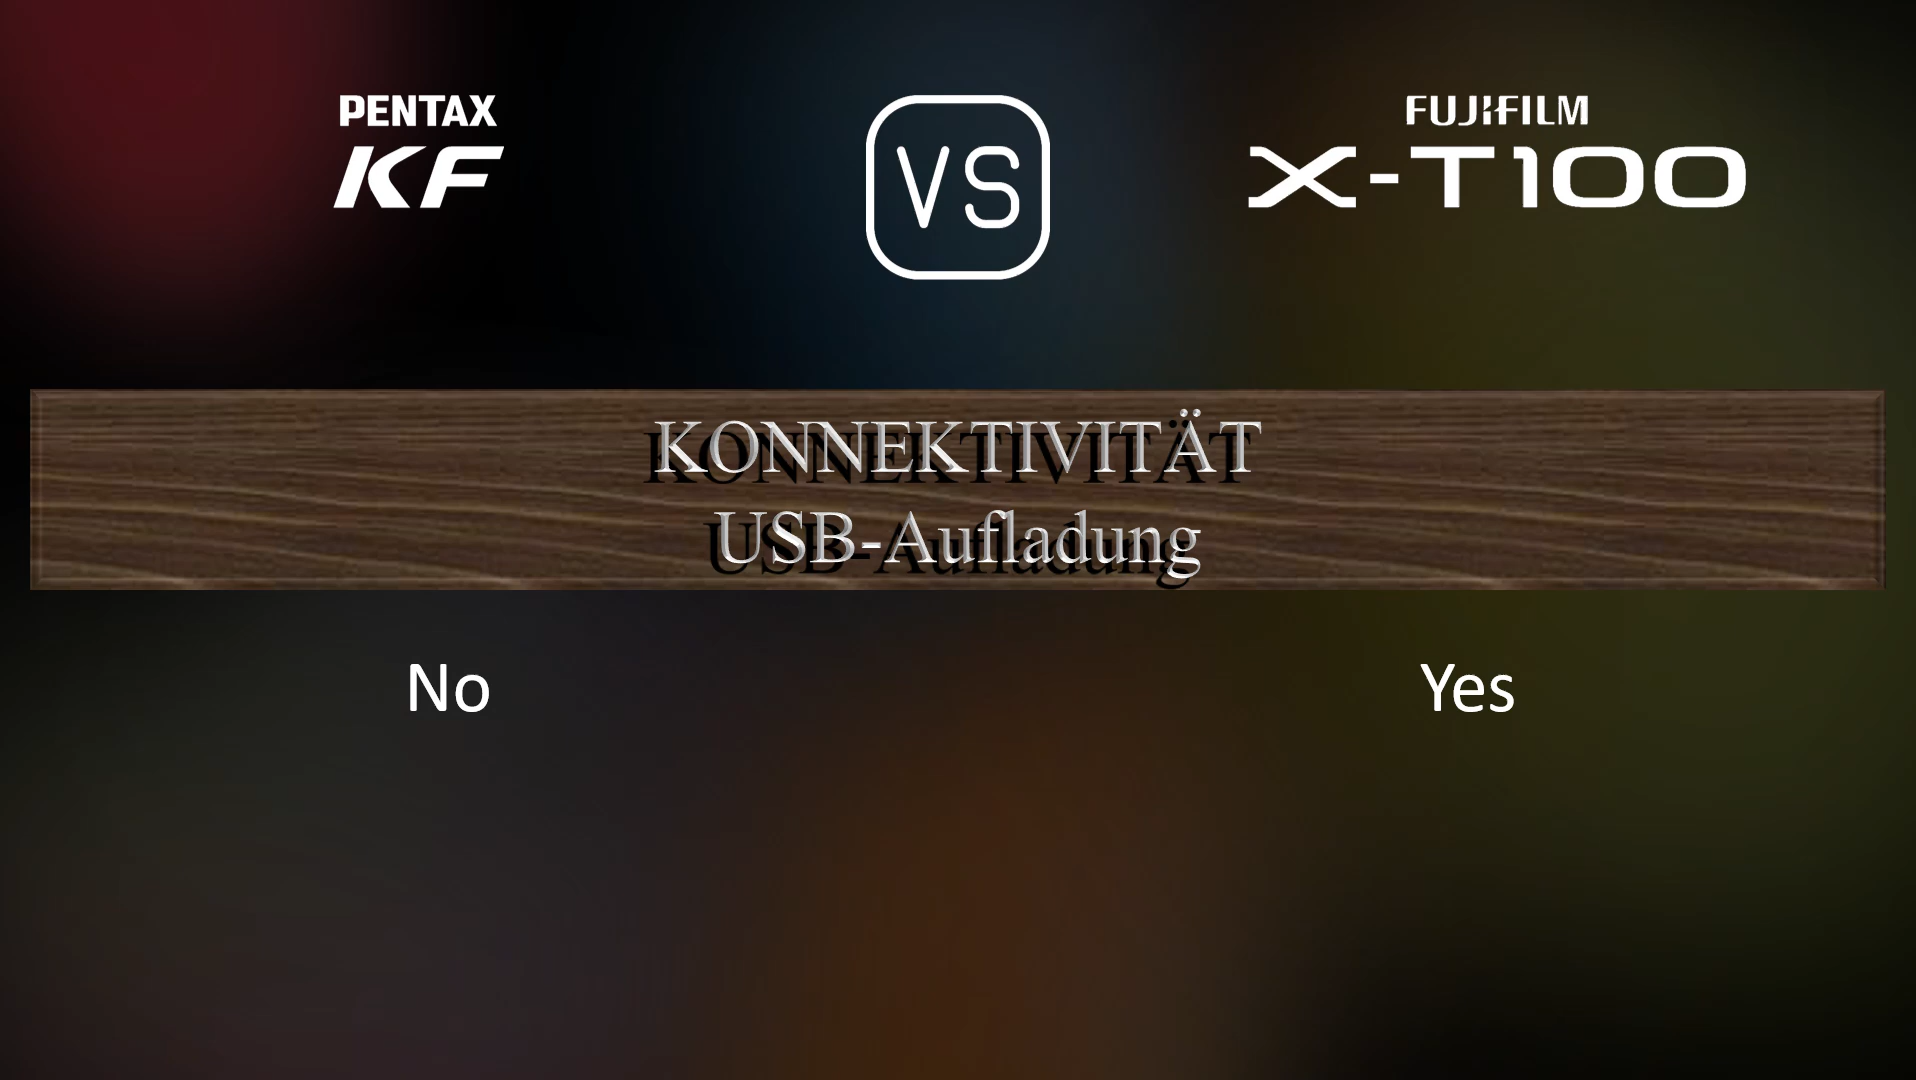 PENTAX
KF
VS
FUJIFILM
X-T100
KONNEKTIVITÄT
USB-Aufladung
No
Yes